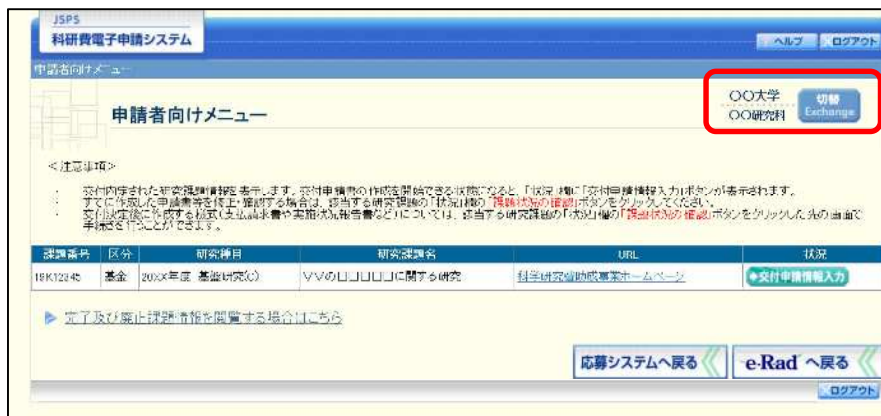 JSPS
科研費電子申請システム
ヘルプ ログアウト
申請者向けメニュー
〇〇大学 切替
〇〇研究科 Exchange
申請者向けメニュー
<注意事項>
・ 交付内定された研究課題情報を表示します。交付申請書の作成を開始できる状態になると、「状況」欄に「交付申請情報入力」ボタンが表示されます。
・ すでに作成した申請書等を修正・確認する場合は、該当する研究課題の「状況」欄の「課題状況の確認」ボタンをクリックしてください。
・ 交付決定後に作成する様式(支払請求書や実施状況報告書など)については、該当する研究課題の「状況」欄の「課題状況の確認」ボタンをクリックした先の画面で
手続きを行うことができます。
課題番号 区分 研究種目 研究課題名 URL 状況
19K12345 基金 20XX年度 基盤研究(C) ▽▽の□□□□□に関する研究 科学研究費助成事業ホームページ 交付申請情報入力
完了及び廃止課題情報を閲覧する場合はこちら
応募システムへ戻る e-Rad へ戻る
ログアウト